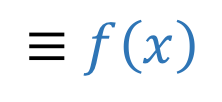 ≡ f(x)